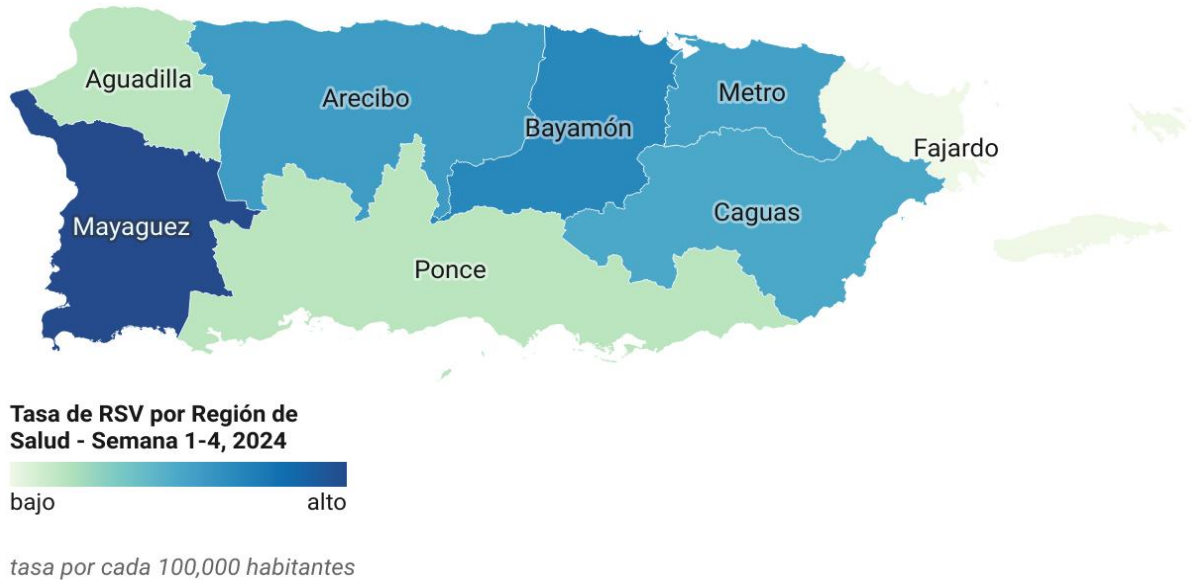 Aguadilla
Arecibo
Bayamón
Metro
Fajardo
Mayaguez
Caguas
Ponce
Tasa de RSV por Región de
Salud - Semana 1-4, 2024
bajo alto
tasa por cada 100,000 habitantes